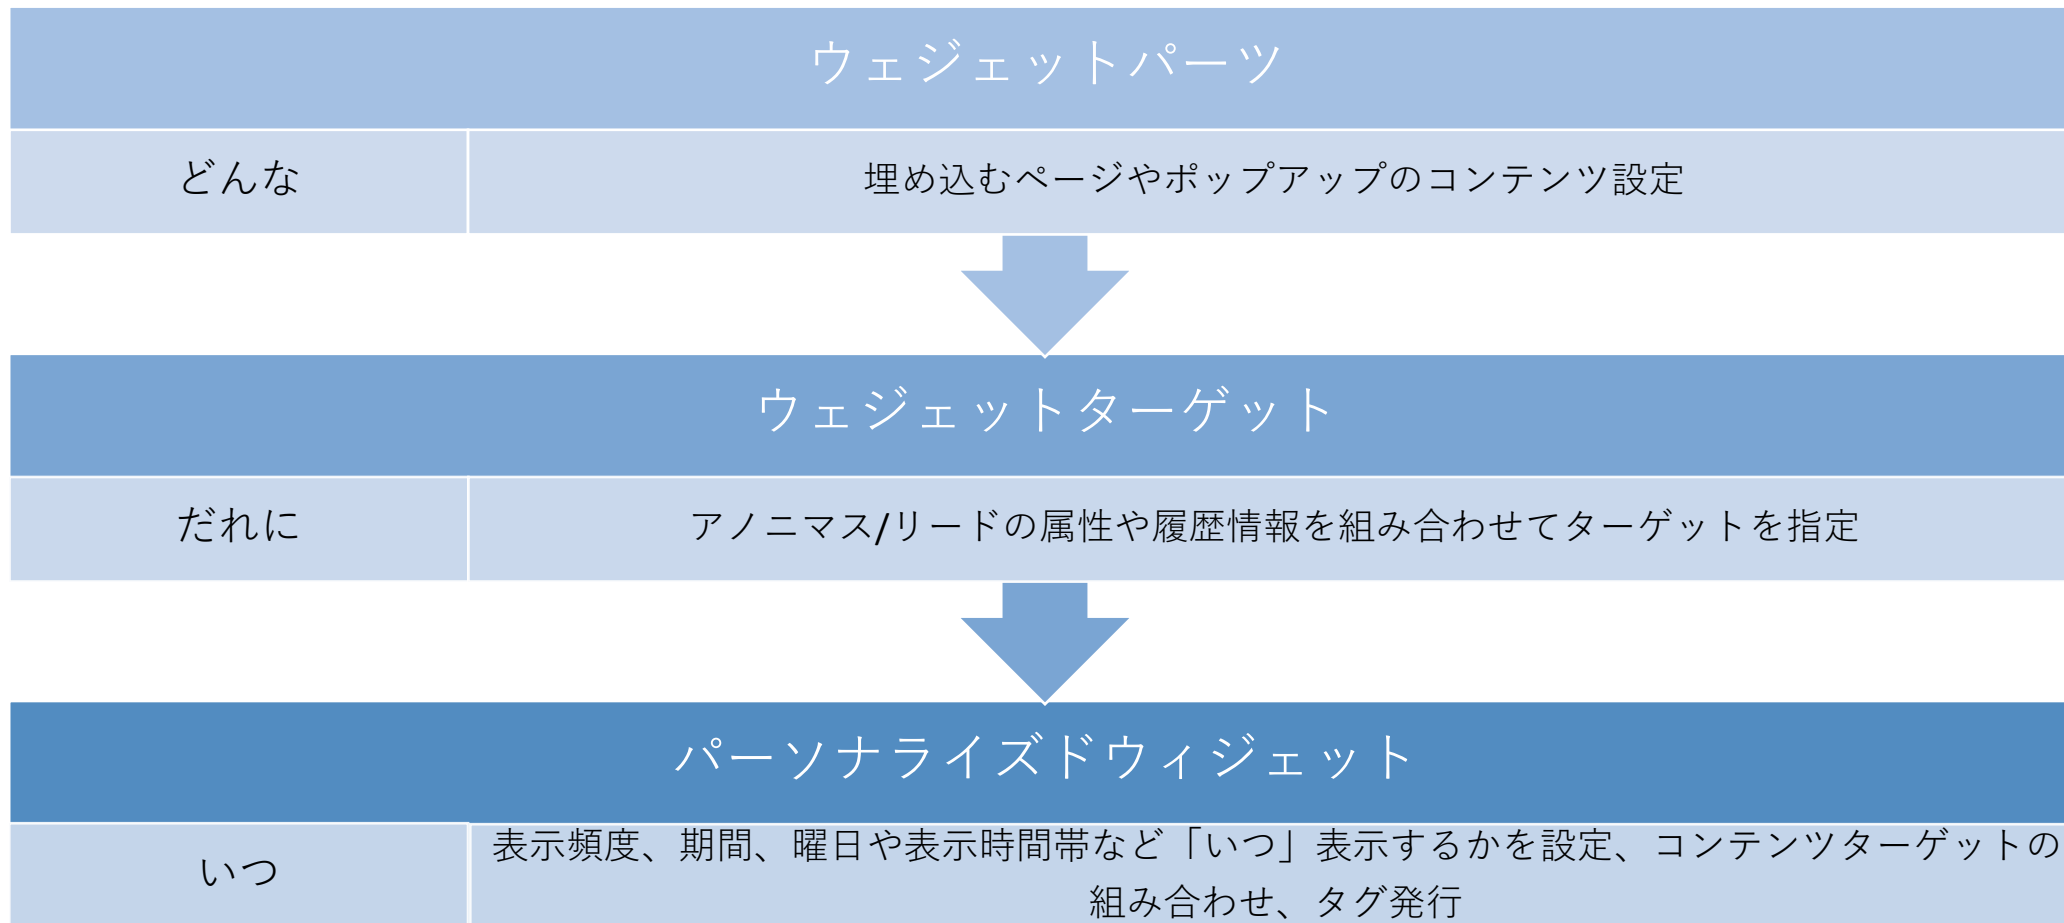 ウェジェットパーツ
どんな
埋め込むページやポップアップのコンテンツ設定
ウェジェットターゲット
だれに
アノニマス/リードの属性や履歴情報を組み合わせてターゲットを指定
パーソナライズドウィジェット
いつ
表示頻度、期間、曜日や表示時間帯など「いつ」表示するかを設定、コンテンツターゲットの
組み合わせ、タグ発行